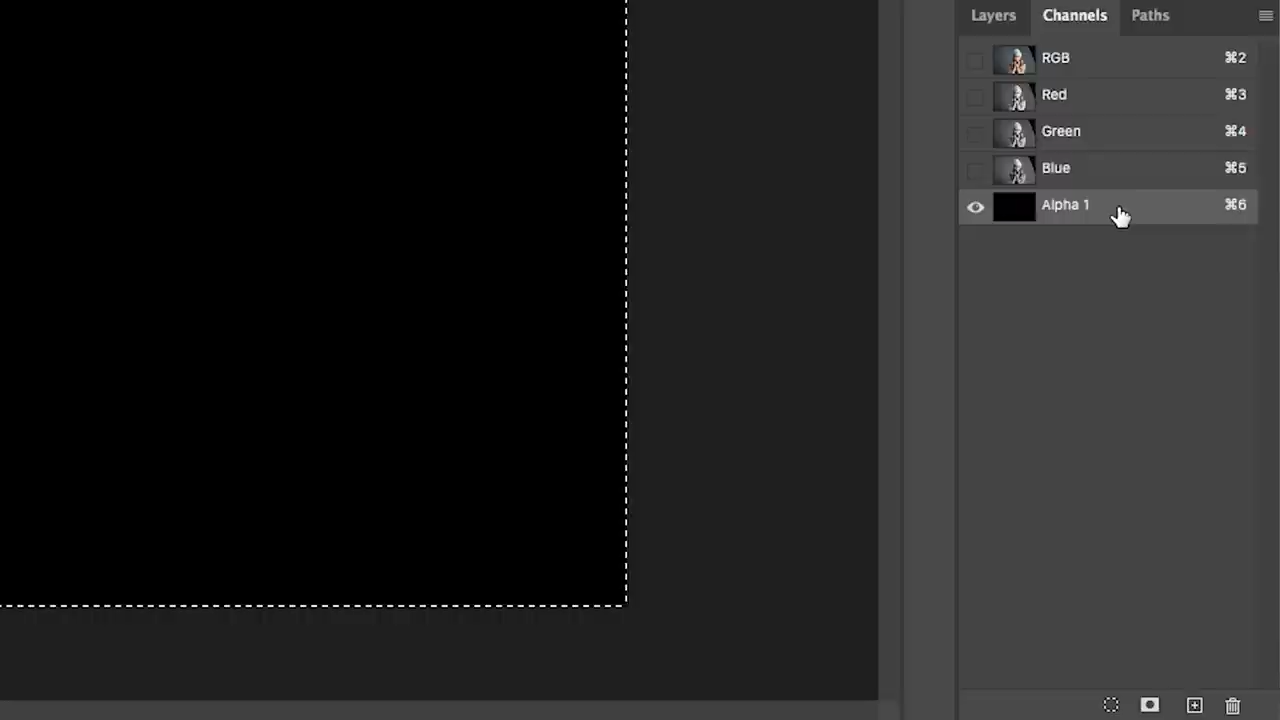 Layers Channels Paths
RGB ⌘2
Red ⌘3
Green ⌘4
Blue ⌘5
Alpha 1 ⌘6